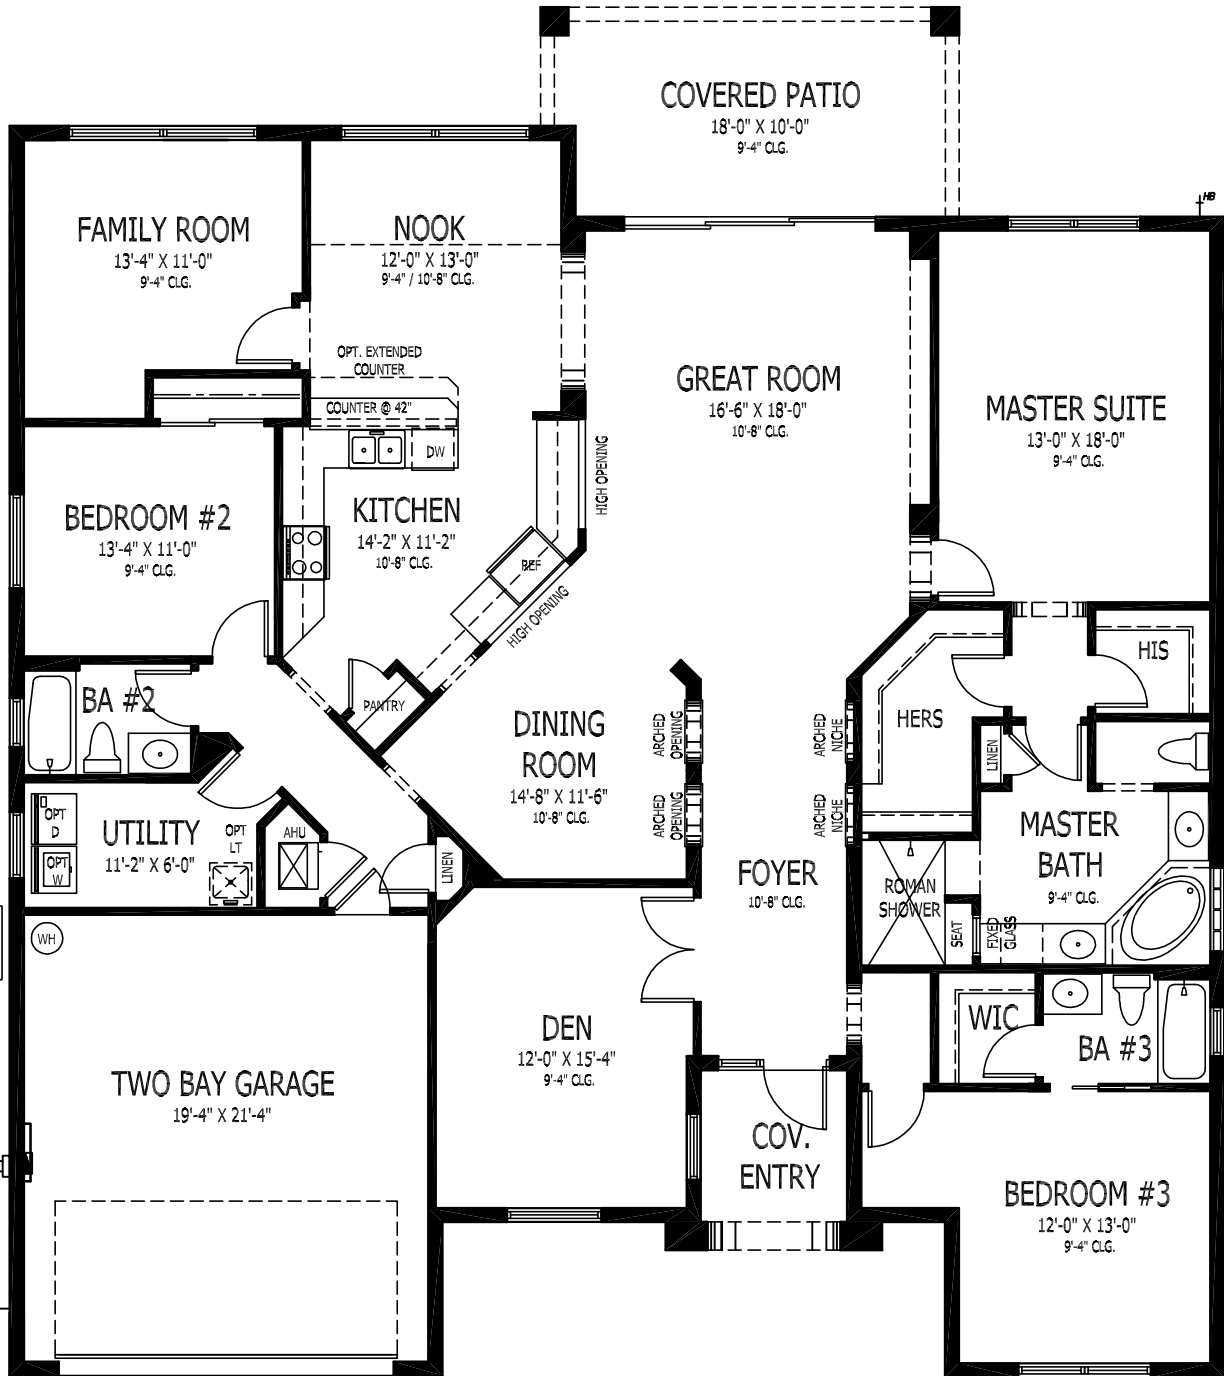 COVERED PATIO
18'-0" X 10'-0"
9'-4" CLG.
HB
FAMILY ROOM
13'-4" X 11'-0"
9'-4" CLG.
NOOK
12'-0" X 13'-0"
9'-4" / 10'-8" CLG.
OPT. EXTENDED
COUNTER
COUNTER @ 42"
GREAT ROOM
16'-6" X 18'-0"
10'-8" CLG.
MASTER SUITE
13'-0" X 18'-0"
9'-4" CLG.
DW
HIGH OPENING
KITCHEN
14'-2" X 11'-2"
10'-8" CLG.
BEDROOM #2
13'-4" X 11'-0"
9'-4" CLG.
REF
HIGH OPENING
HIS
BA #2
PANTRY
HERS
DINING
ROOM
14'-8" X 11'-6"
10'-8" CLG.
ARCHED
OPENING
ARCHED
NICHE
LINEN
ARCHED
OPENING
ARCHED
NICHE
OPT
D
OPT
W
UTILITY
11'-2" X 6'-0"
OPT
LT
AHU
LINEN
MASTER
BATH
9'-4" CLG.
FOYER
10'-8" CLG.
ROMAN
SHOWER
SEAT
FIXED
GLASS
WH
DEN
12'-0" X 15'-4"
9'-4" CLG.
WIC
BA #3
TWO BAY GARAGE
19'-4" X 21'-4"
COV.
ENTRY
BEDROOM #3
12'-0" X 13'-0"
9'-4" CLG.